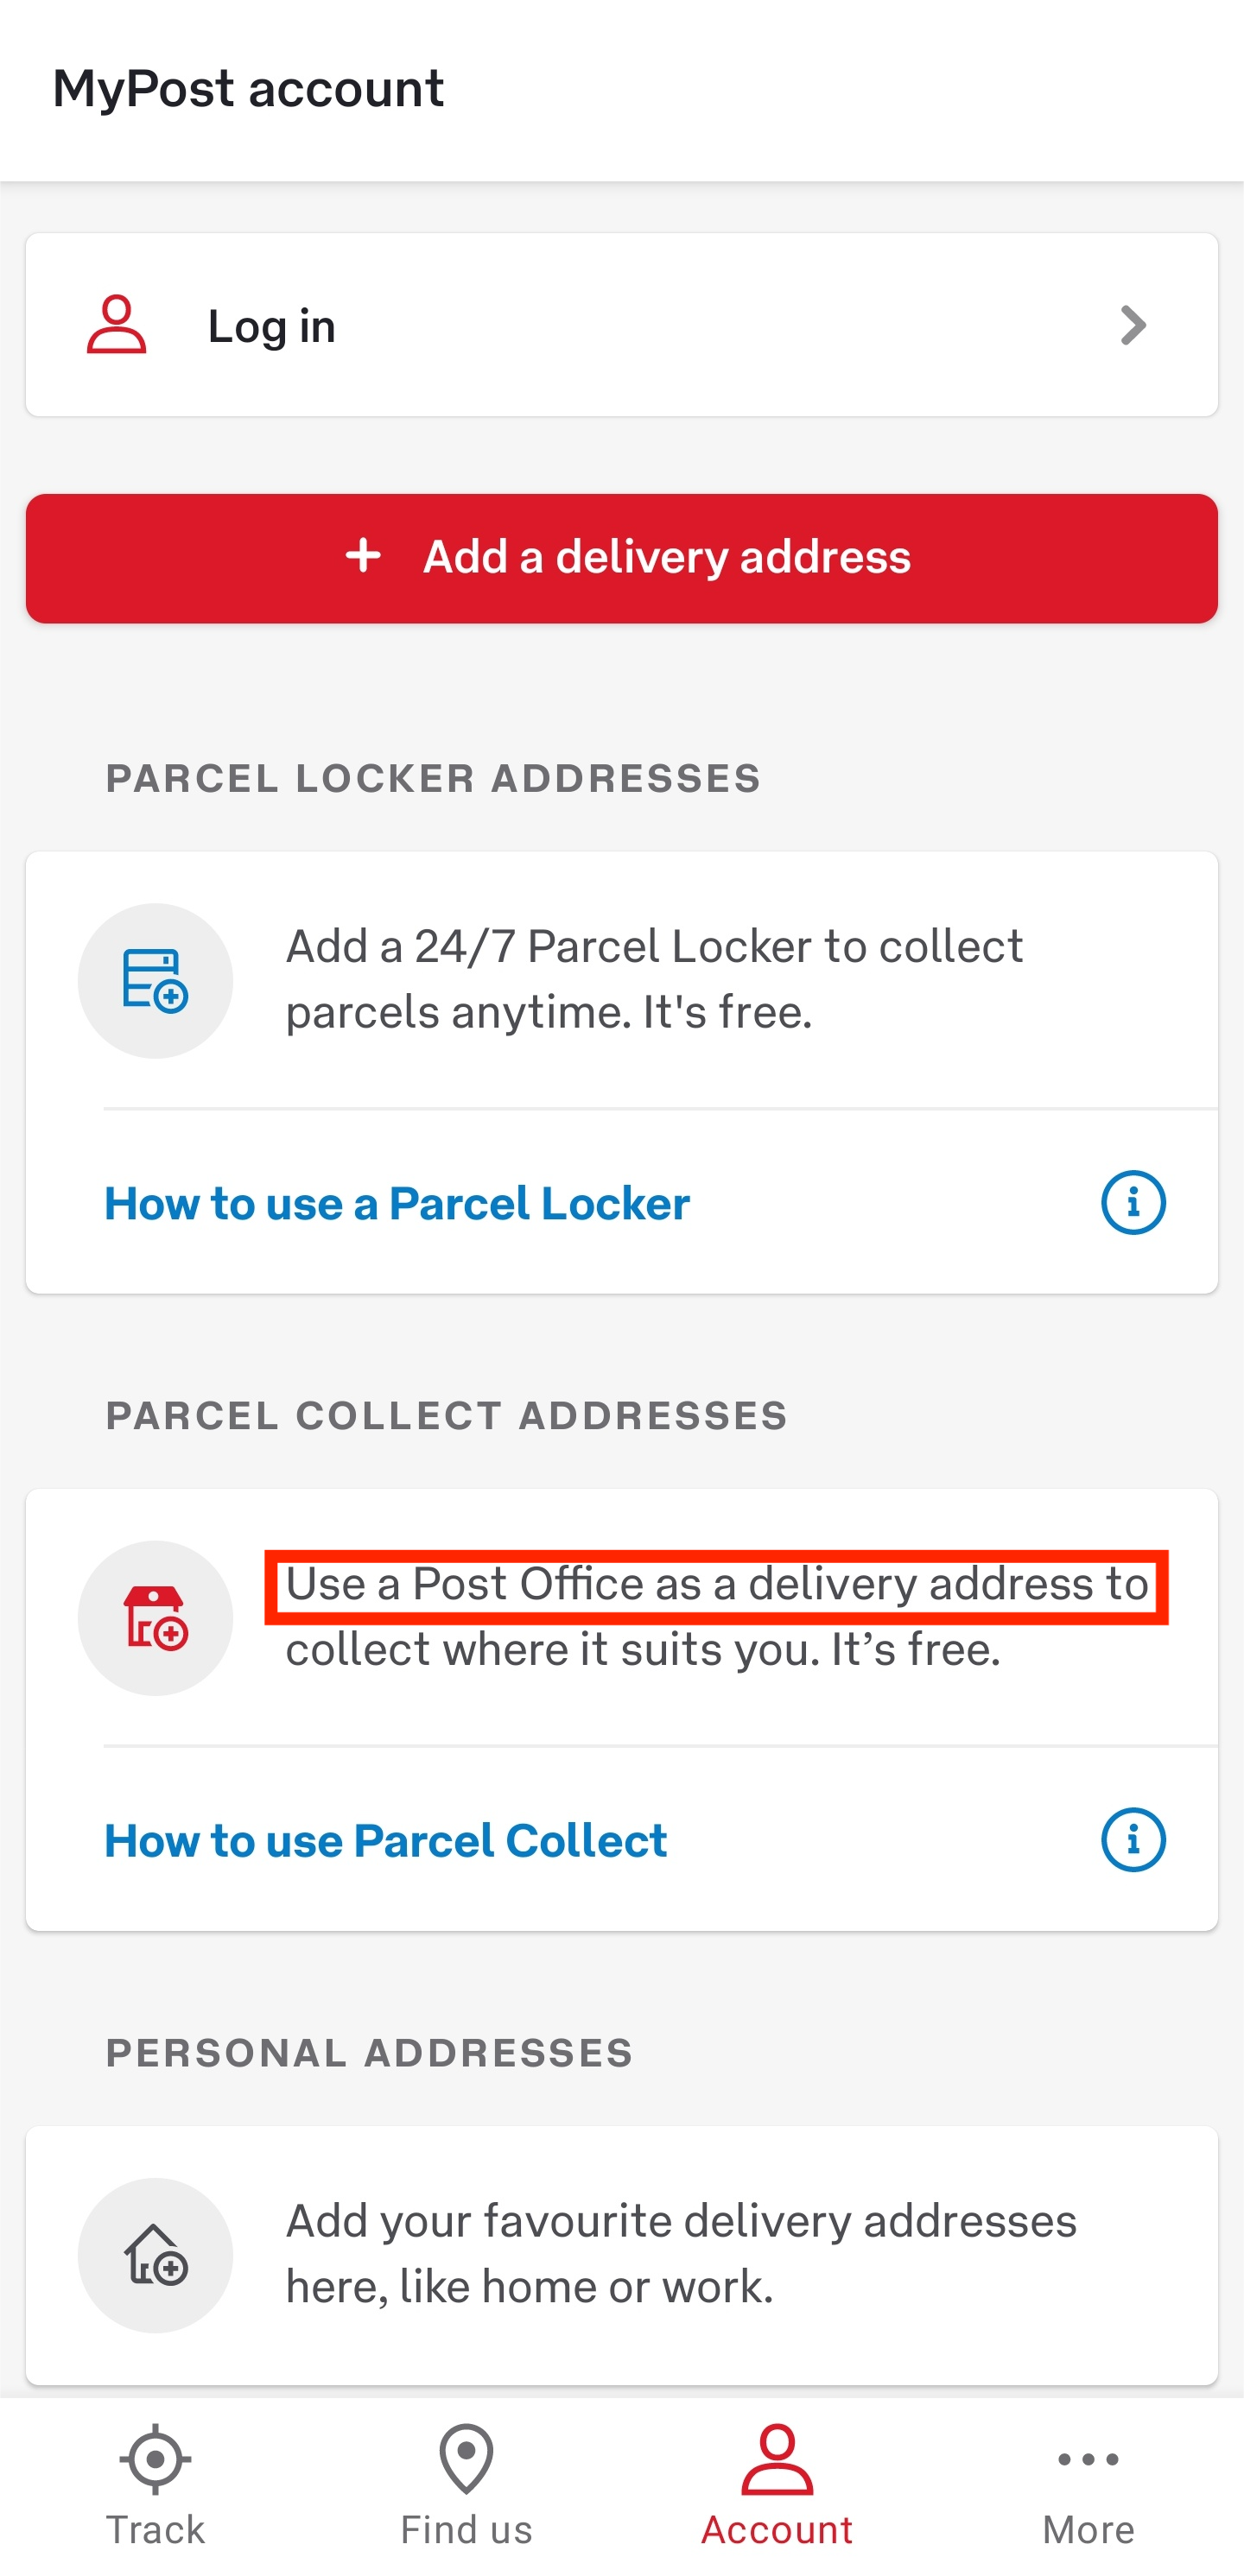 MyPost account
Log in
+ Add a delivery address
PARCEL LOCKER ADDRESSES
Add a 24/7 Parcel Locker to collect
parcels anytime. It's free.
How to use a Parcel Locker
PARCEL COLLECT ADDRESSES
Use a Post Office as a delivery address to
collect where it suits you. It’s free.
How to use Parcel Collect
PERSONAL ADDRESSES
Add your favourite delivery addresses
here, like home or work.
Track Find us Account More